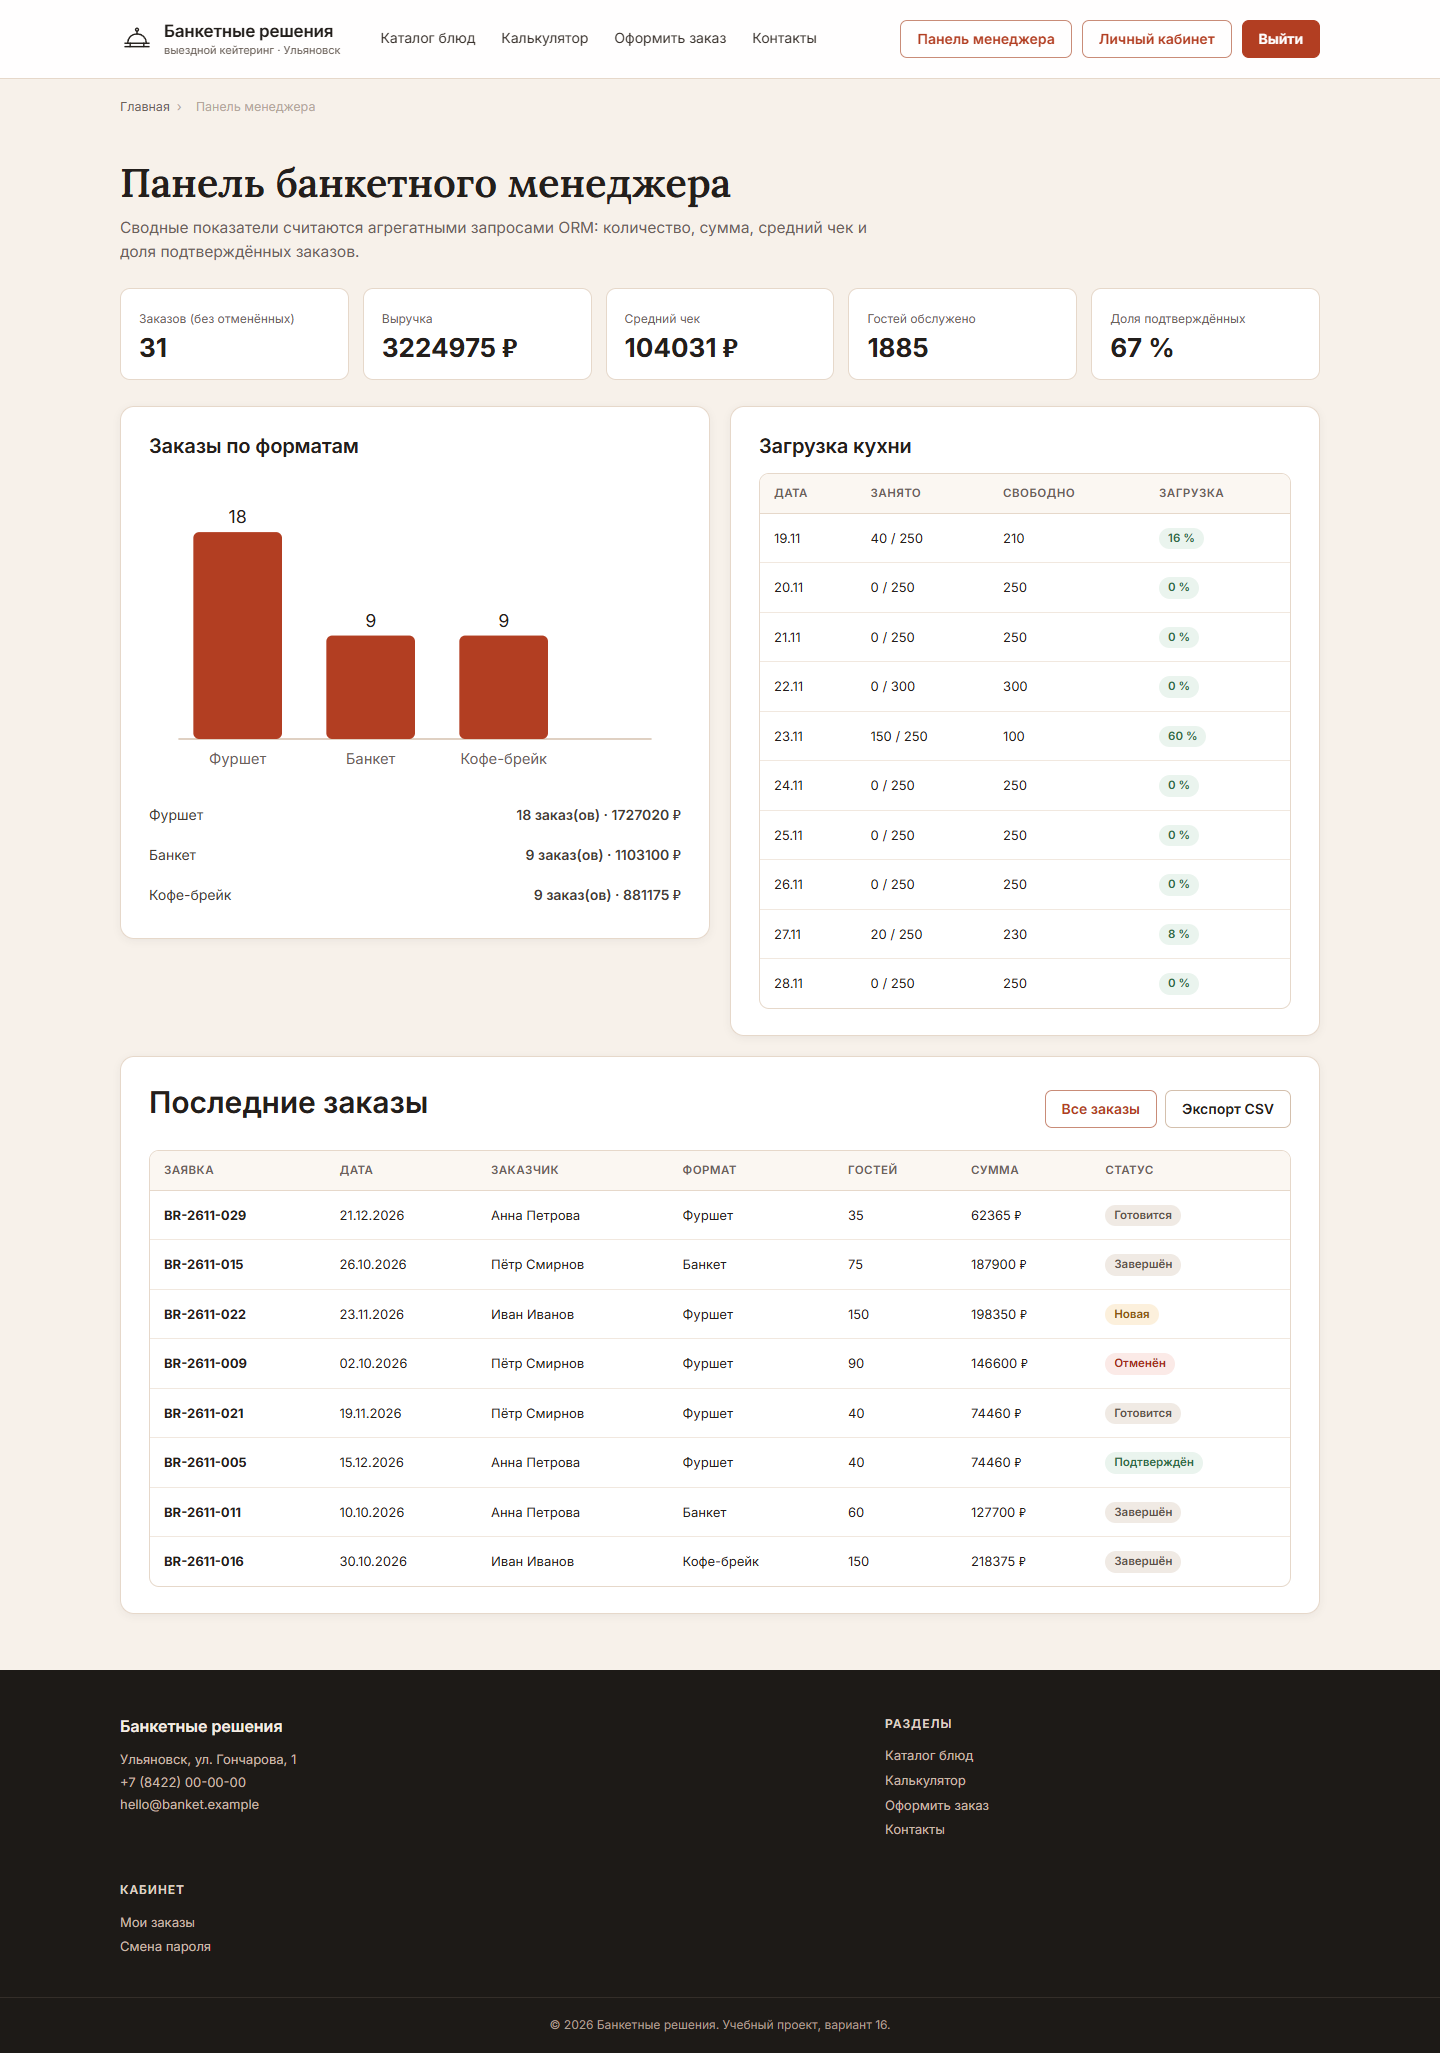 Банкетные решения
выездной кейтеринг · Ульяновск
Каталог блюд
Калькулятор
Оформить заказ
Контакты
Панель менеджера
Личный кабинет
Выйти
Главная › Панель менеджера
Панель банкетного менеджера
Сводные показатели считаются агрегатными запросами ORM: количество, сумма, средний чек и
доля подтверждённых заказов.
Заказов (без отменённых)
31
Выручка
3224975 ₽
Средний чек
104031 ₽
Гостей обслужено
1885
Доля подтверждённых
67 %
Заказы по форматам
18
9
9
Фуршет
Банкет
Кофе-брейк
Фуршет 18 заказ(ов) · 1727020 ₽
Банкет 9 заказ(ов) · 1103100 ₽
Кофе-брейк 9 заказ(ов) · 881175 ₽
Загрузка кухни
ДАТА ЗАНЯТО СВОБОДНО ЗАГРУЗКА
19.11 40 / 250 210 16 %
20.11 0 / 250 250 0 %
21.11 0 / 250 250 0 %
22.11 0 / 300 300 0 %
23.11 150 / 250 100 60 %
24.11 0 / 250 250 0 %
25.11 0 / 250 250 0 %
26.11 0 / 250 250 0 %
27.11 20 / 250 230 8 %
28.11 0 / 250 250 0 %
Последние заказы
Все заказы
Экспорт CSV
ЗАЯВКА ДАТА ЗАКАЗЧИК ФОРМАТ ГОСТЕЙ СУММА СТАТУС
BR-2611-029 21.12.2026 Анна Петрова Фуршет 35 62365 ₽ Готовится
BR-2611-015 26.10.2026 Пётр Смирнов Банкет 75 187900 ₽ Завершён
BR-2611-022 23.11.2026 Иван Иванов Фуршет 150 198350 ₽ Новая
BR-2611-009 02.10.2026 Пётр Смирнов Фуршет 90 146600 ₽ Отменён
BR-2611-021 19.11.2026 Пётр Смирнов Фуршет 40 74460 ₽ Готовится
BR-2611-005 15.12.2026 Анна Петрова Фуршет 40 74460 ₽ Подтверждён
BR-2611-011 10.10.2026 Анна Петрова Банкет 60 127700 ₽ Завершён
BR-2611-016 30.10.2026 Иван Иванов Кофе-брейк 150 218375 ₽ Завершён
Банкетные решения
Ульяновск, ул. Гончарова, 1
+7 (8422) 00-00-00
hello@banket.example
РАЗДЕЛЫ
Каталог блюд
Калькулятор
Оформить заказ
Контакты
КАБИНЕТ
Мои заказы
Смена пароля
© 2026 Банкетные решения. Учебный проект, вариант 16.